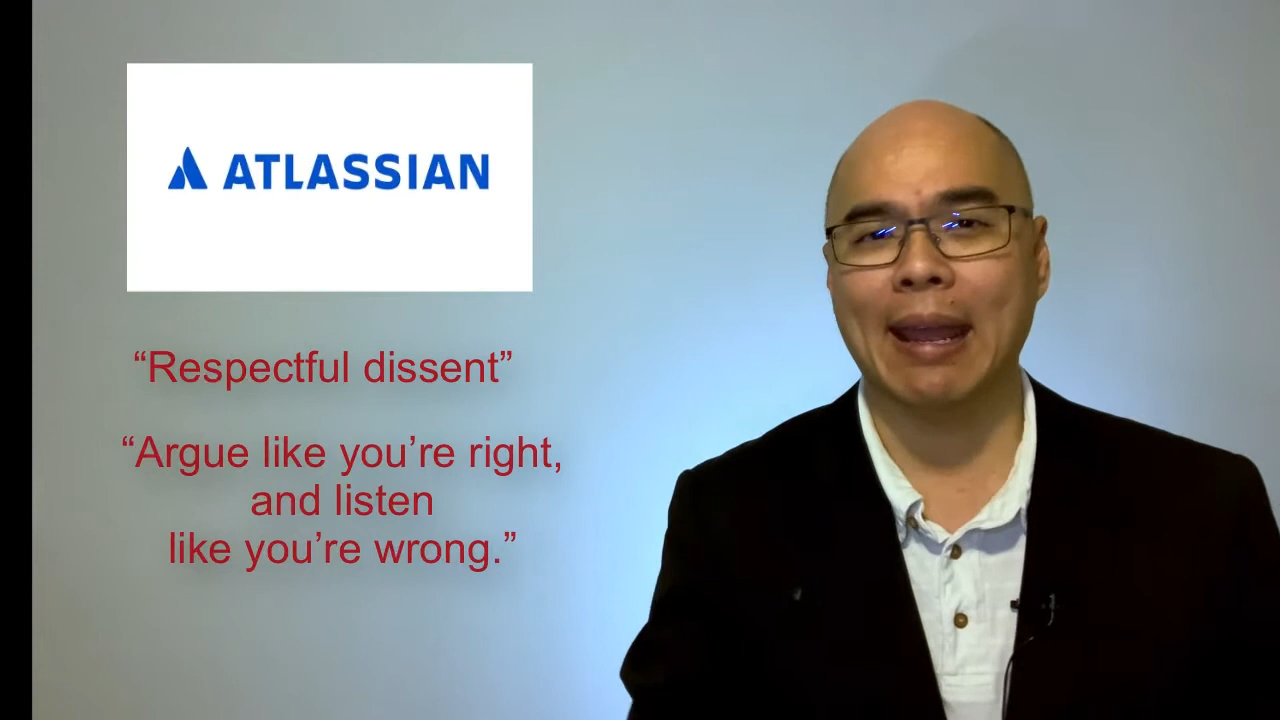 ATLASSIAN
“Respectful dissent”
“Argue like you’re right,
and listen
like you’re wrong.”